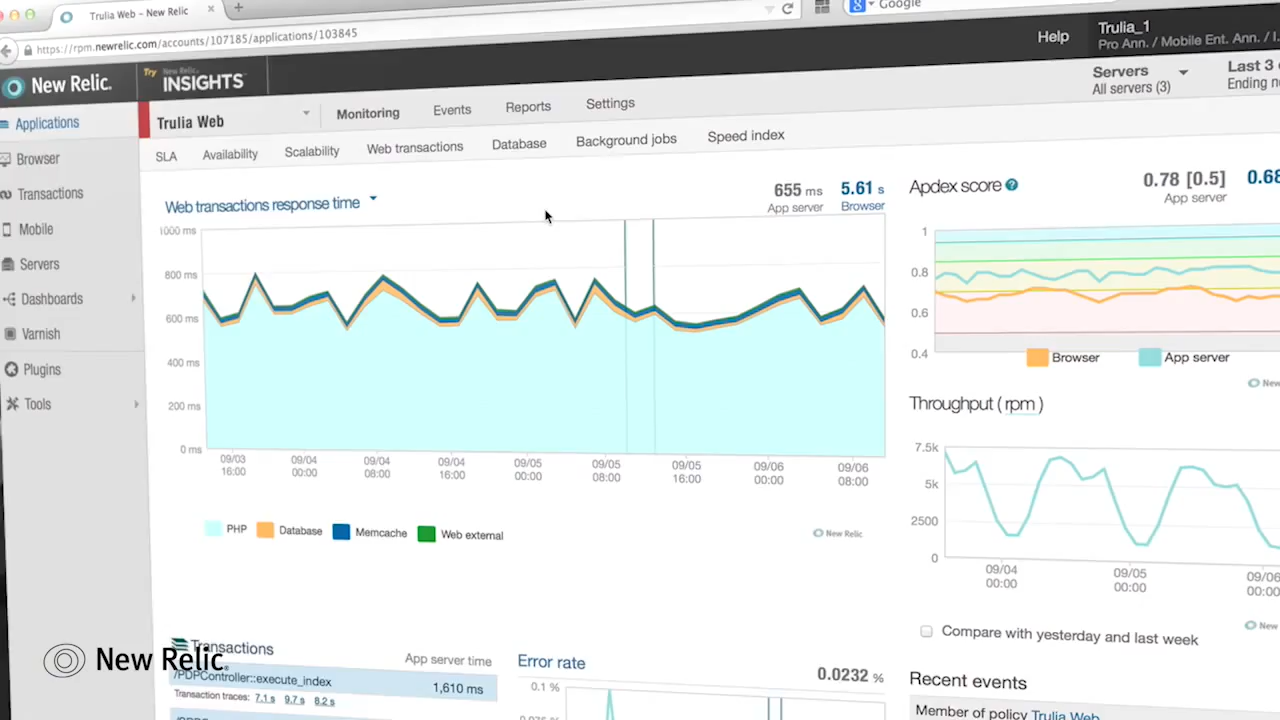 Trulia Web – New Relic
Google
https://rpm.newrelic.com/accounts/107185/applications/103845
New Relic.
Try New Relic. INSIGHTS
Help
Trulia_1
Pro Ann. / Mobile Ent. Ann. / I.
Applications
Browser
Transactions
Mobile
Servers
Dashboards
Varnish
Plugins
Tools
Trulia Web
Monitoring
Events
Reports
Settings
Servers
All servers (3)
Last 3
Ending
SLA
Availability
Scalability
Web transactions
Database
Background jobs
Speed index
Web transactions response time
655 ms
App server
5.61 s
Browser
1000 ms
800 ms
600 ms
400 ms
200 ms
0 ms
09/03 16:00
09/04 00:00
09/04 08:00
09/04 16:00
09/05 00:00
09/05 08:00
09/05 16:00
09/06 00:00
09/06 08:00
PHP
Database
Memcache
Web external
New Relic
Apdex score ?
0.78 [0.5]
App server
0.68
1
0.8
0.6
0.4
Browser
App server
New
Throughput ( rpm )
7.5k
5k
2500
0
09/04 00:00
09/05 00:00
09/06 00:00
New
Compare with yesterday and last week
Transactions
App server time
/PDPController::execute_index
1,610 ms
Transaction traces: 7.1 s 9.7 s 8.2 s
Error rate
0.0232 %
0.1 %
0.075 %
Recent events
Member of policy Trulia Web
New Relic®